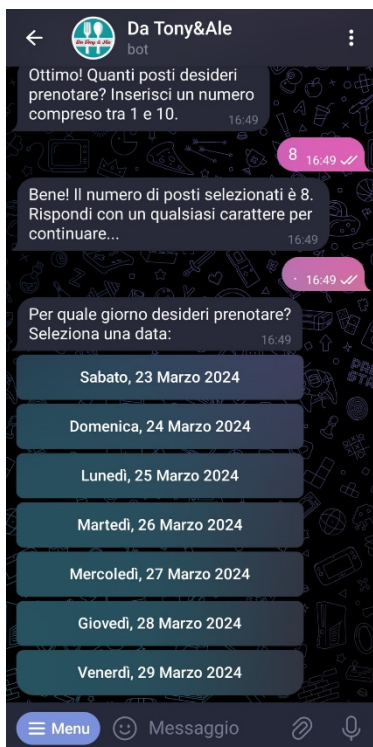 Da Tony&Ale
bot
Ottimo! Quanti posti desideri
prenotare? Inserisci un numero
compreso tra 1 e 10.
16:49
8 16:49
Bene! Il numero di posti selezionati è 8.
Rispondi con un qualsiasi carattere per
continuare...
16:49
. 16:49
Per quale giorno desideri prenotare?
Seleziona una data:
16:49
Sabato, 23 Marzo 2024
Domenica, 24 Marzo 2024
Lunedì, 25 Marzo 2024
Martedì, 26 Marzo 2024
Mercoledì, 27 Marzo 2024
Giovedì, 28 Marzo 2024
Venerdì, 29 Marzo 2024
Menu
Messaggio